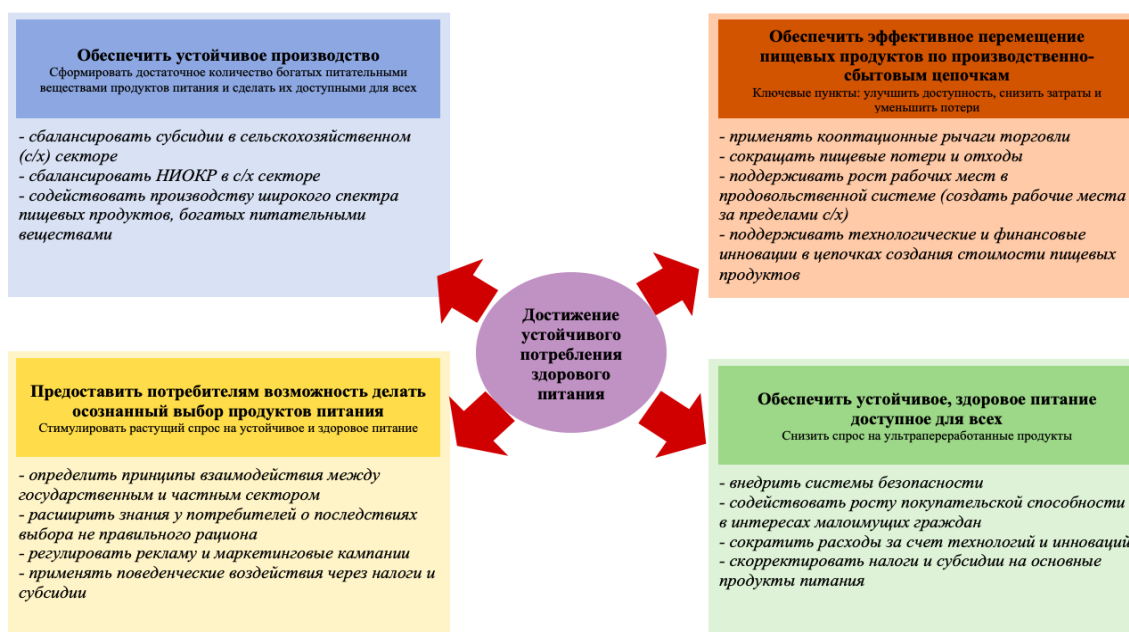 Обеспечить устойчивое производство
Сформировать достаточное количество богатых питательными
веществами продуктов питания и сделать их доступными для всех
- сбалансировать субсидии в сельскохозяйственном
(с/х) секторе
- сбалансировать НИОКР в с/х секторе
- содействовать производству широкого спектра
пищевых продуктов, богатых питательными
веществами
Обеспечить эффективное перемещение
пищевых продуктов по производственно-
сбытовым цепочкам
Ключевые пункты: улучшить доступность, снизить затраты и
уменьшить потери
- применять кооптационные рычаги торговли
- сокращать пищевые потери и отходы
- поддерживать рост рабочих мест в
продовольственной системе (создать рабочие места
за пределами с/х)
- поддерживать технологические и финансовые
инновации в цепочках создания стоимости пищевых
продуктов
Достижение
устойчивого
потребления
здорового
питания
Предоставить потребителям возможность делать
осознанный выбор продуктов питания
Стимулировать растущий спрос на устойчивое и здоровое питание
- определить принципы взаимодействия между
государственным и частным сектором
- расширить знания у потребителей о последствиях
выбора не правильного рациона
- регулировать рекламу и маркетинговые кампании
- применять поведенческие воздействия через налоги и
субсидии
Обеспечить устойчивое, здоровое питание
доступное для всех
Снизить спрос на ультрапереработанные продукты
- внедрить системы безопасности
- содействовать росту покупательской способности
в интересах малоимущих граждан
- сократить расходы за счет технологий и инноваций
- скорректировать налоги и субсидии на основные
продукты питания